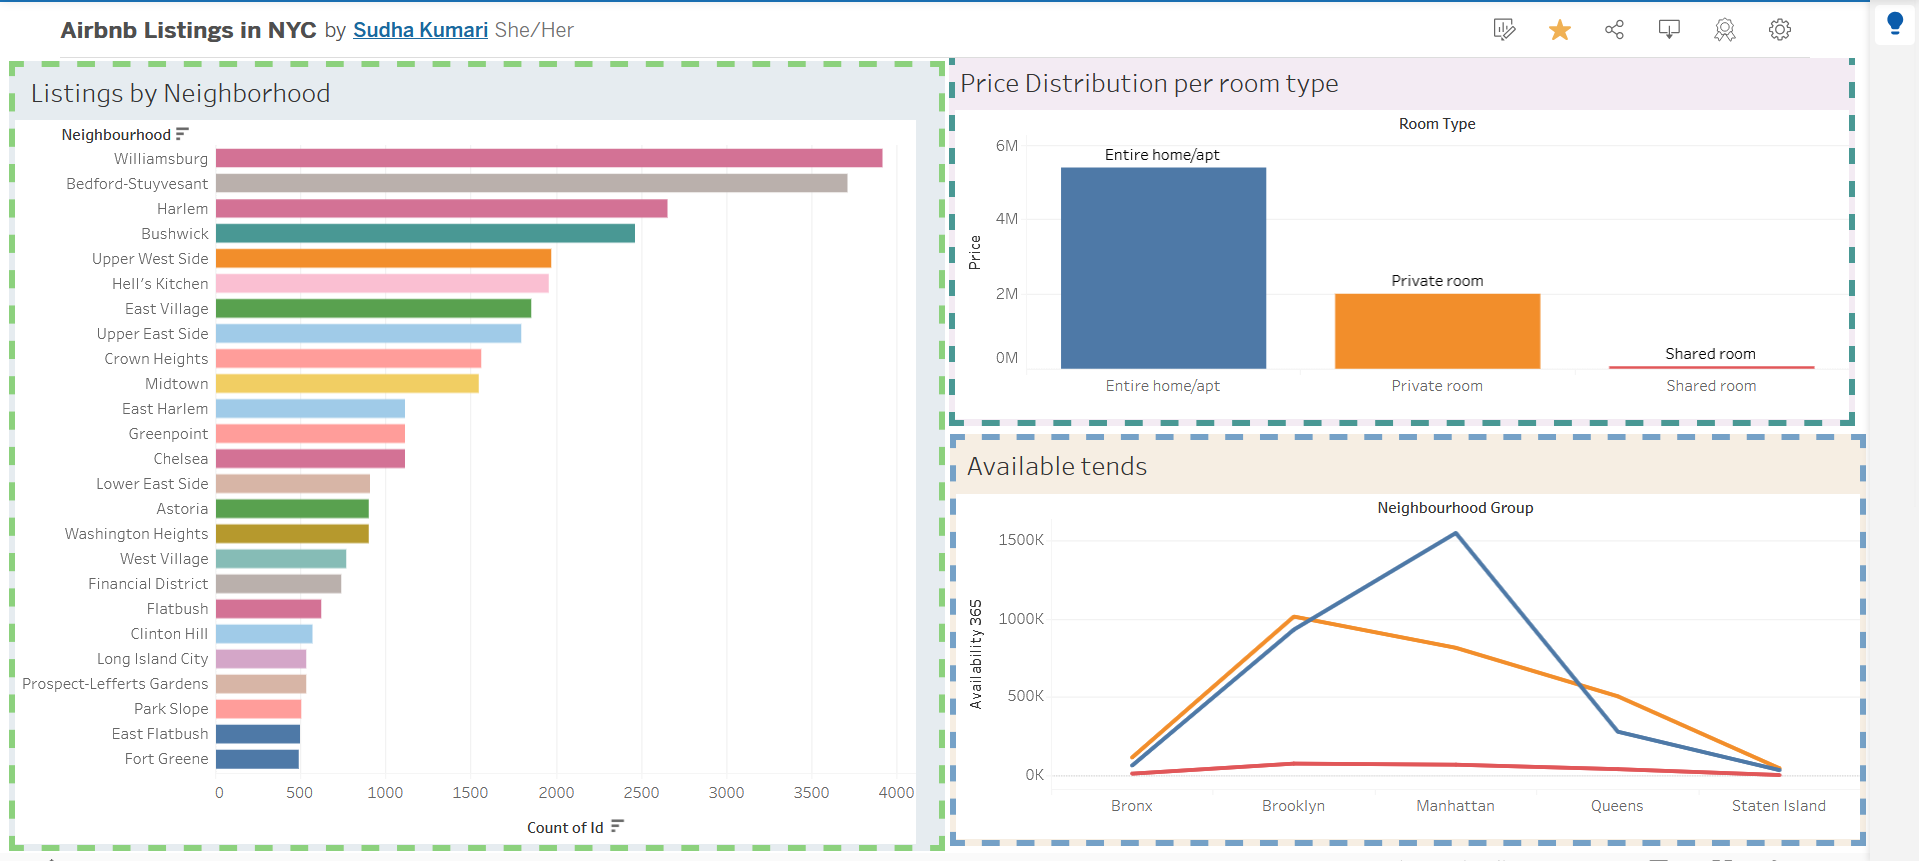 Airbnb Listings in NYC by Sudha Kumari She/Her
Listings by Neighborhood
Neighbourhood
Williamsburg
Bedford-Stuyvesant
Harlem
Bushwick
Upper West Side
Hell's Kitchen
East Village
Upper East Side
Crown Heights
Midtown
East Harlem
Greenpoint
Chelsea
Lower East Side
Astoria
Washington Heights
West Village
Financial District
Flatbush
Clinton Hill
Long Island City
Prospect-Lefferts Gardens
Park Slope
East Flatbush
Fort Greene
0 500 1000 1500 2000 2500 3000 3500 4000
Count of Id
Price Distribution per room type
Room Type
6M
4M
2M
0M
Price
Entire home/apt
Private room
Shared room
Entire home/apt Private room Shared room
Available tends
Neighbourhood Group
1500K
1000K
500K
0K
Availability 365
Bronx Brooklyn Manhattan Queens Staten Island